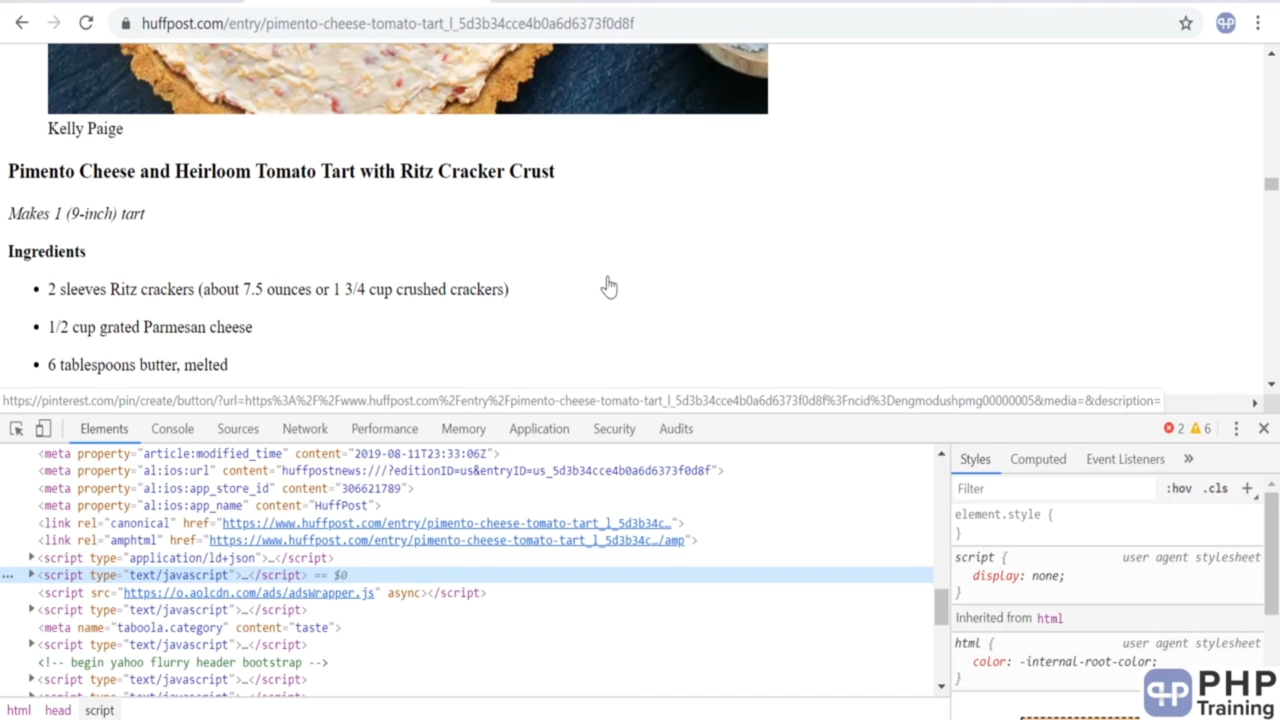 huffpost.com/entry/pimento-cheese-tomato-tart_l_5d3b34cce4b0a6d6373f0d8f
Kelly Paige
Pimento Cheese and Heirloom Tomato Tart with Ritz Cracker Crust
Makes 1 (9-inch) tart
Ingredients
• 2 sleeves Ritz crackers (about 7.5 ounces or 1 3/4 cup crushed crackers)
• 1/2 cup grated Parmesan cheese
• 6 tablespoons butter, melted
https://pinterest.com/pin/create/button/?url=https%3A%2F%2Fwww.huffpost.com%2Fentry%2Fpimento-cheese-tomato-tart_l_5d3b34cce4b0a6d6373f0d8f%3Fncid%3Dengmodushpmg00000005&media=&description=
Elements Console Sources Network Performance Memory Application Security Audits 2 6
<meta property="article:modified_time" content="2019-08-11T23:33:06Z">
<meta property="al:ios:url" content="huffpostnews:///?editionID=us&entryID=us_5d3b34cce4b0a6d6373f0d8f">
<meta property="al:ios:app_store_id" content="306621789">
<meta property="al:ios:app_name" content="HuffPost">
<link rel="canonical" href="https://www.huffpost.com/entry/pimento-cheese-tomato-tart_l_5d3b34c…">
<link rel="amphtml" href="https://www.huffpost.com/entry/pimento-cheese-tomato-tart_l_5d3b34c…/amp">
<script type="application/ld+json">…</script>
… <script type="text/javascript">…</script> == $0
<script src="https://o.aolcdn.com/ads/adsWrapper.js" async></script>
<script type="text/javascript">…</script>
<meta name="taboola.category" content="taste">
<script type="text/javascript">…</script>
<!-- begin yahoo flurry header bootstrap -->
<script type="text/javascript">…</script>
html head script
Styles Computed Event Listeners »
Filter :hov .cls +
element.style {
}
script { user agent stylesheet
display: none;
}
Inherited from html
html { user agent stylesheet
color: -internal-root-color;
}
PHP
Training